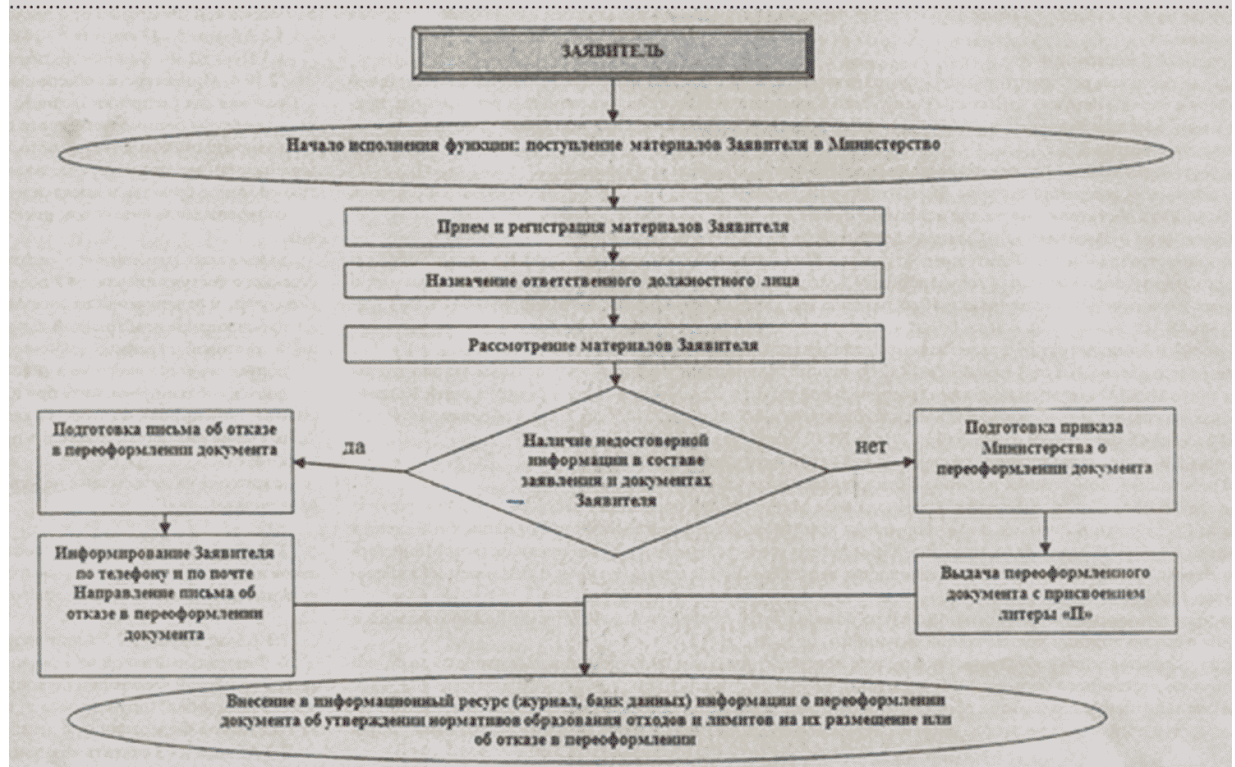 ЗАЯВИТЕЛЬ
Начало исполнения функции: поступление материалов Заявителя в Министерство
Прием и регистрация материалов Заявителя
Назначение ответственного должностного лица
Рассмотрение материалов Заявителя
Подготовка письма об отказе
в переоформлении документа
да
Наличие недостоверной
информации в составе
заявления и документах
Заявителя
нет
Подготовка приказа
Министерства о
переоформлении документа
Информирование Заявителя
по телефону и по почте
Направление письма об
отказе в переоформлении
документа
Выдача переоформленного
документа с присвоением
литеры «П»
Внесение в информационный ресурс (журнал, банк данных) информации о переоформлении
документа об утверждении нормативов образования отходов и лимитов на их размещение или
об отказе в переоформлении